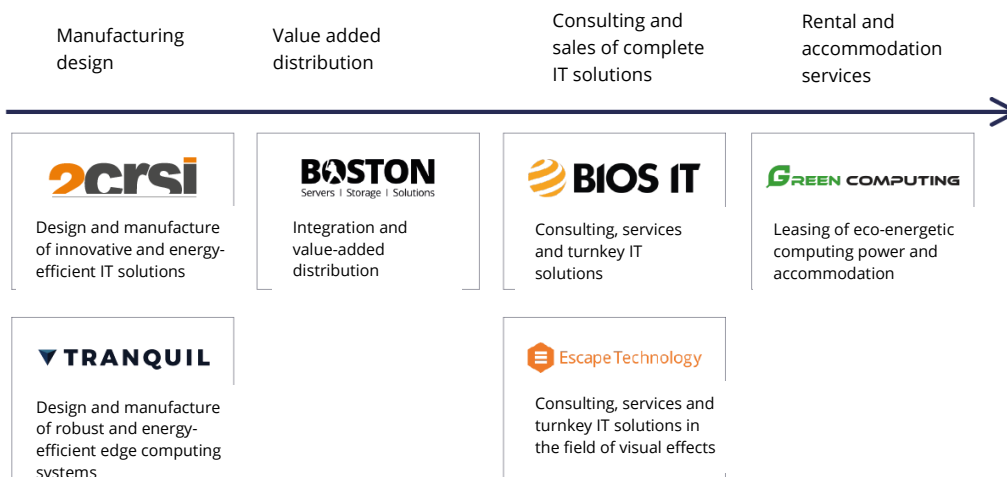 Manufacturing
design
Value added
distribution
Consulting and
sales of complete
IT solutions
Rental and
accommodation
services
2crsi
Design and manufacture
of innovative and energy-
efficient IT solutions
BOSTON
Servers | Storage | Solutions
Integration and
value-added
distribution
BIOS IT
Consulting, services
and turnkey IT
solutions
GREEN COMPUTING
Leasing of eco-energetic
computing power and
accommodation
TRANQUIL
Design and manufacture
of robust and energy-
efficient edge computing
systems
Escape Technology
Consulting, services and
turnkey IT solutions in
the field of visual effects